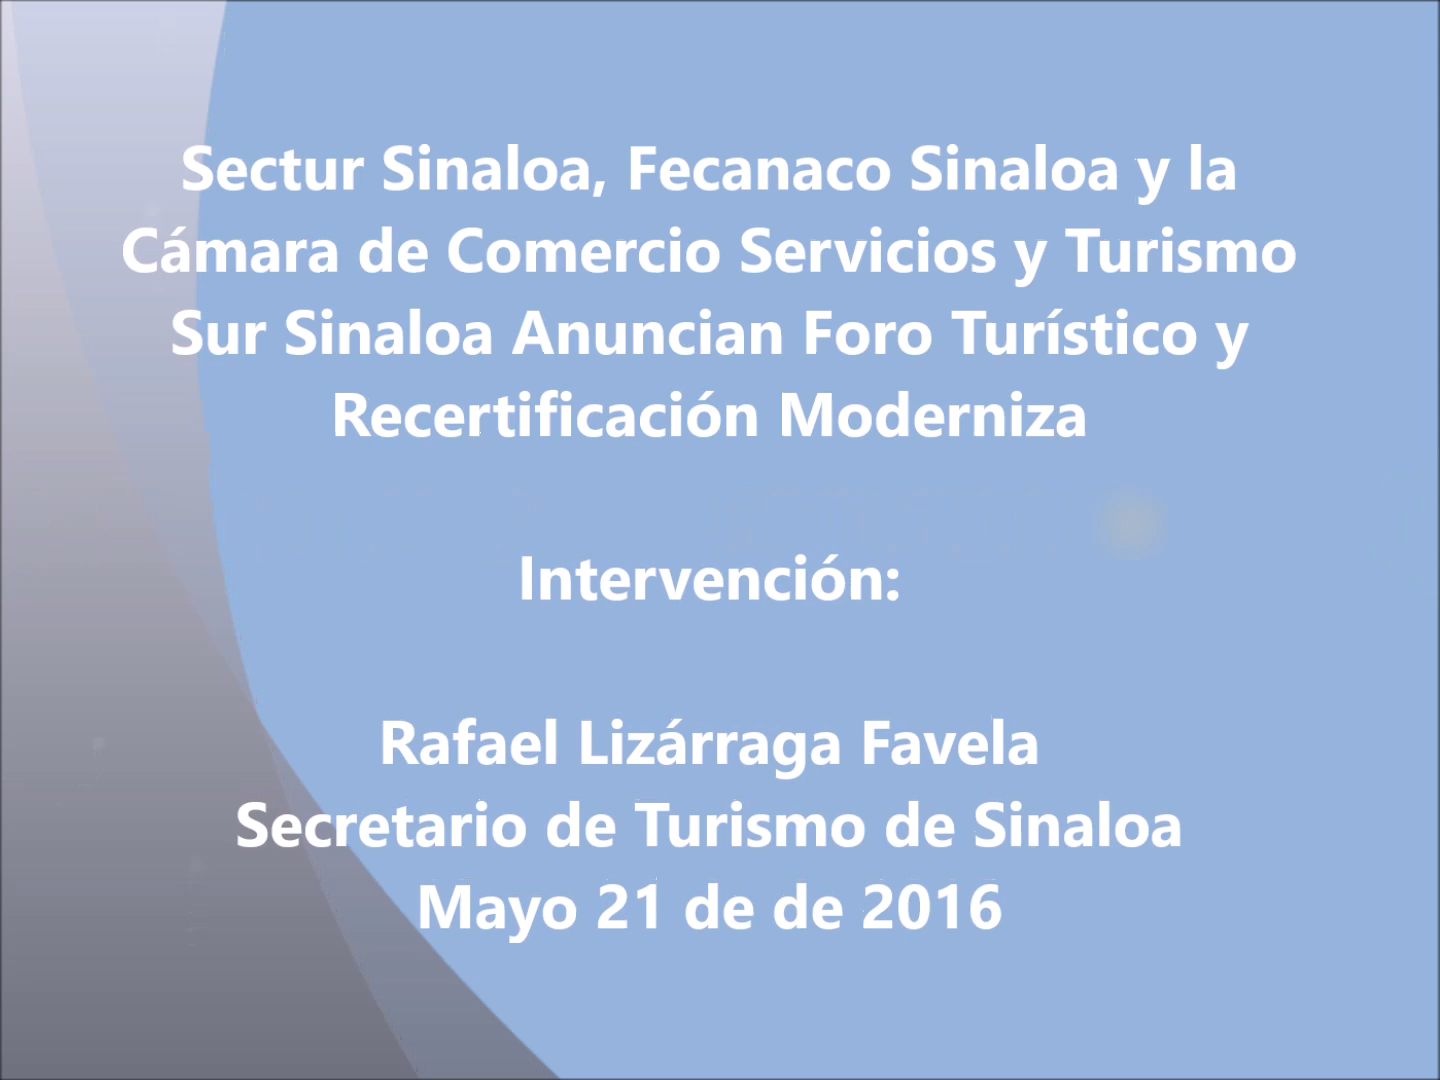 Sectur Sinaloa, Fecanaco Sinaloa y la
Cámara de Comercio Servicios y Turismo
Sur Sinaloa Anuncian Foro Turístico y
Recertificación Moderniza
Intervención:
Rafael Lizárraga Favela
Secretario de Turismo de Sinaloa
Mayo 21 de de 2016